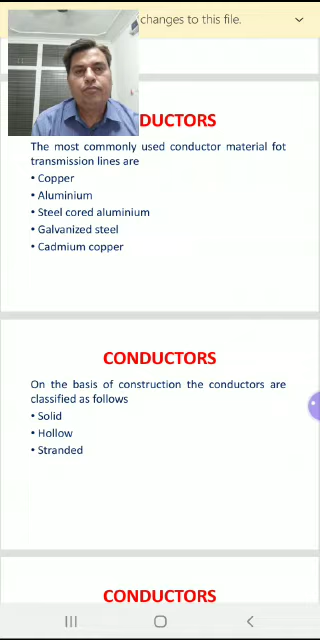 changes to this file.
DUCTORS
The most commonly used conductor material fot
transmission lines are
• Copper
• Aluminium
• Steel cored aluminium
• Galvanized steel
• Cadmium copper
CONDUCTORS
On the basis of construction the conductors are
classified as follows
• Solid
• Hollow
• Stranded
CONDUCTORS